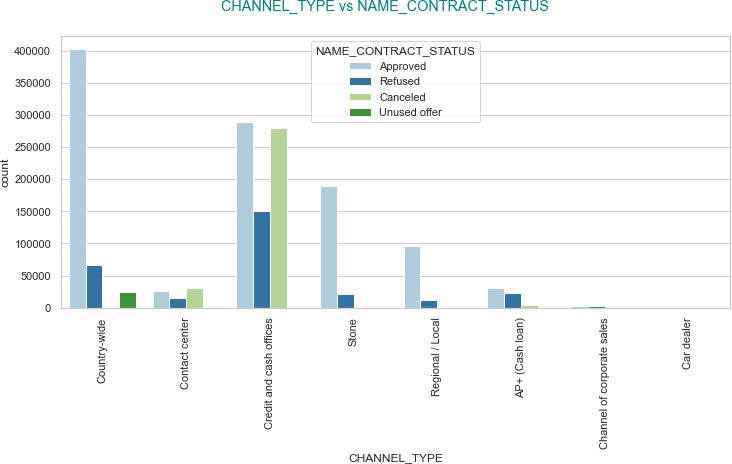 CHANNEL_TYPE vs NAME_CONTRACT_STATUS
NAME_CONTRACT_STATUS
Approved
Refused
Canceled
Unused offer
count
400000
350000
300000
250000
200000
150000
100000
50000
0
Country-wide
Contact center
Credit and cash offices
Stone
Regional / Local
AP+ (Cash loan)
Channel of corporate sales
Car dealer
CHANNEL_TYPE